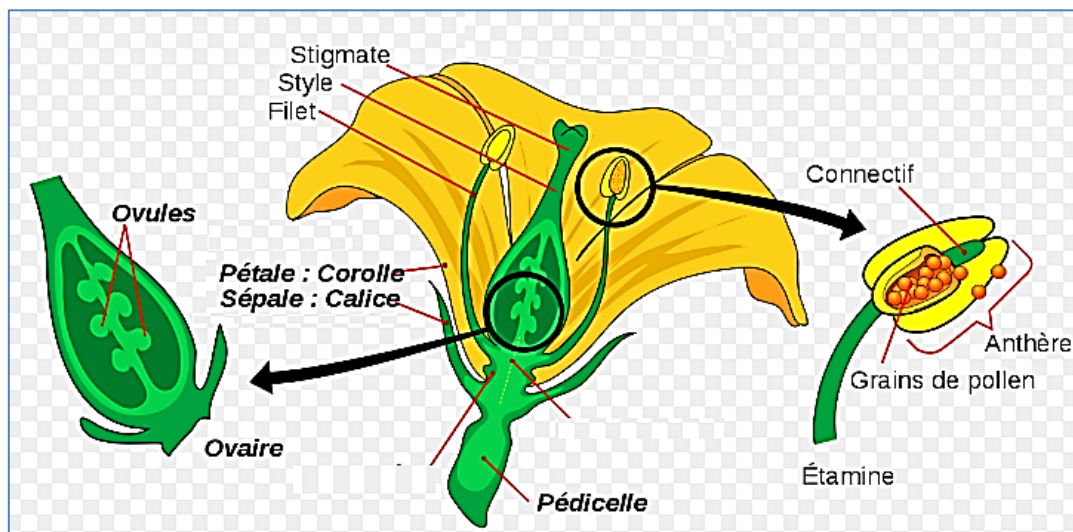 Stigmate
Style
Filet
Connectif
Ovules
Pétale : Corolle
Sépale : Calice
Anthère
Grains de pollen
Ovaire
Étamine
Pédicelle